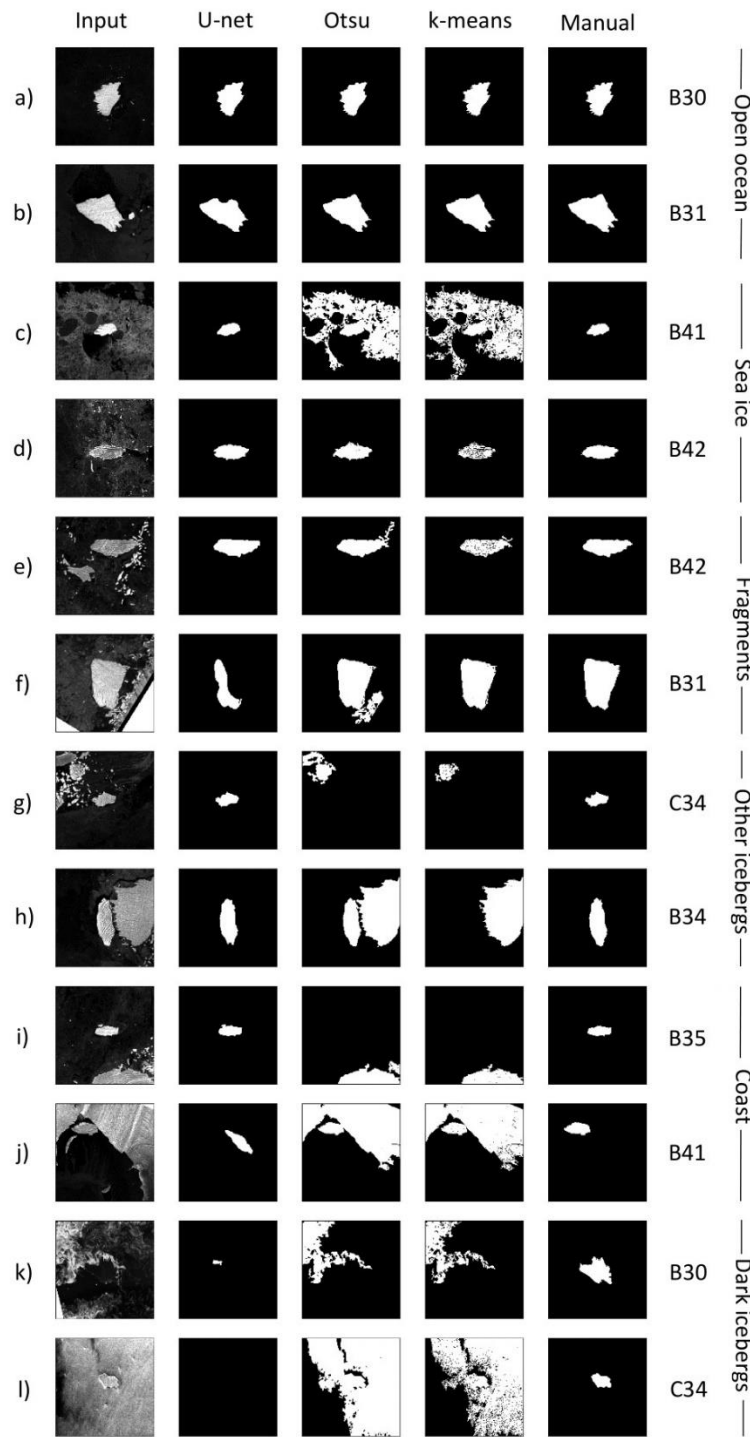 Input U-net Otsu k-means Manual
a) B30
b) B31
Open ocean
c) B41
d) B42
Sea ice
e) B42
f) B31
Fragments
g) C34
h) B34
Other icebergs
i) B35
j) B41
Coast
k) B30
l) C34
Dark icebergs